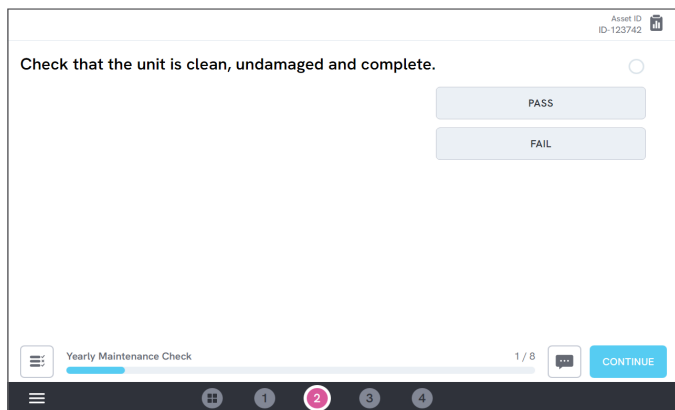 Asset ID
ID-123742
Check that the unit is clean, undamaged and complete.
PASS
FAIL
Yearly Maintenance Check
1 / 8
CONTINUE
1
2
3
4